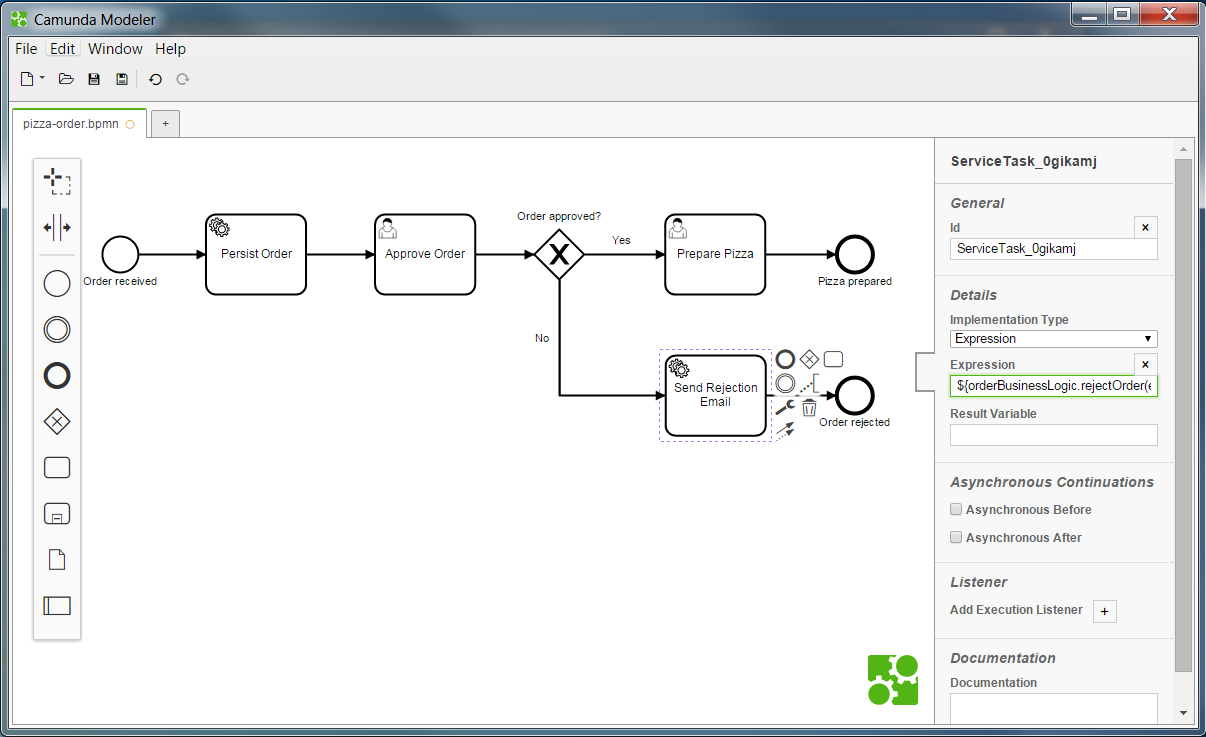 Camunda Modeler
File Edit Window Help
pizza-order.bpmn
+
Order received
Persist Order
Approve Order
Order approved?
Yes
No
Prepare Pizza
Pizza prepared
Send Rejection
Email
Order rejected
ServiceTask_0gikamj
General
Id
ServiceTask_0gikamj
Details
Implementation Type
Expression
Expression
${orderBusinessLogic.rejectOrder(e
Result Variable
Asynchronous Continuations
Asynchronous Before
Asynchronous After
Listener
Add Execution Listener +
Documentation
Documentation